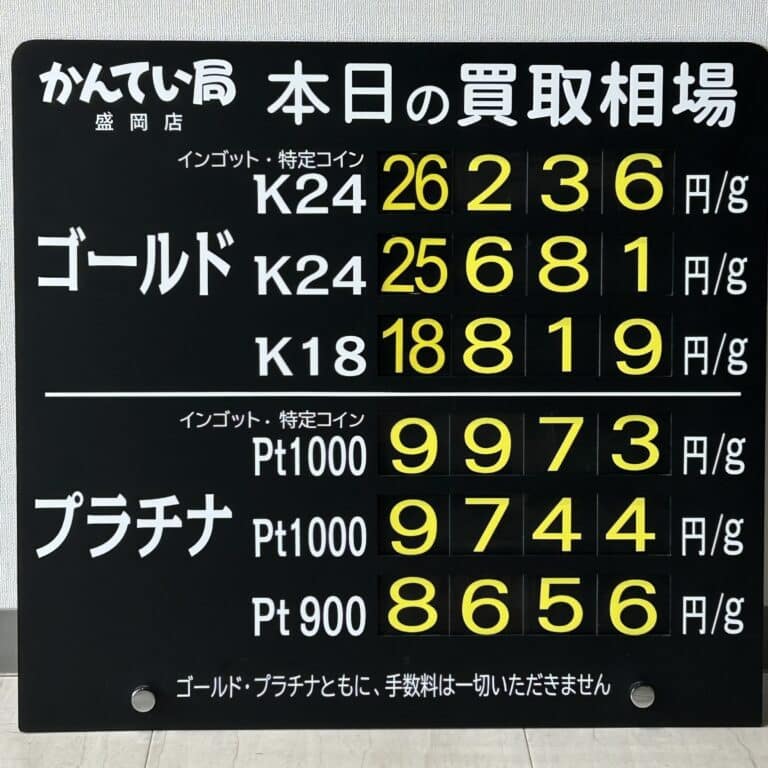 かんてい局
盛岡店
本日の買取相場
ゴールド
インゴット・特定コイン
K24 26236 円/g
K24 25681 円/g
K18 18819 円/g
プラチナ
インゴット・特定コイン
Pt1000 9973 円/g
Pt1000 9744 円/g
Pt 900 8656 円/g
ゴールド・プラチナともに、手数料は一切いただきません